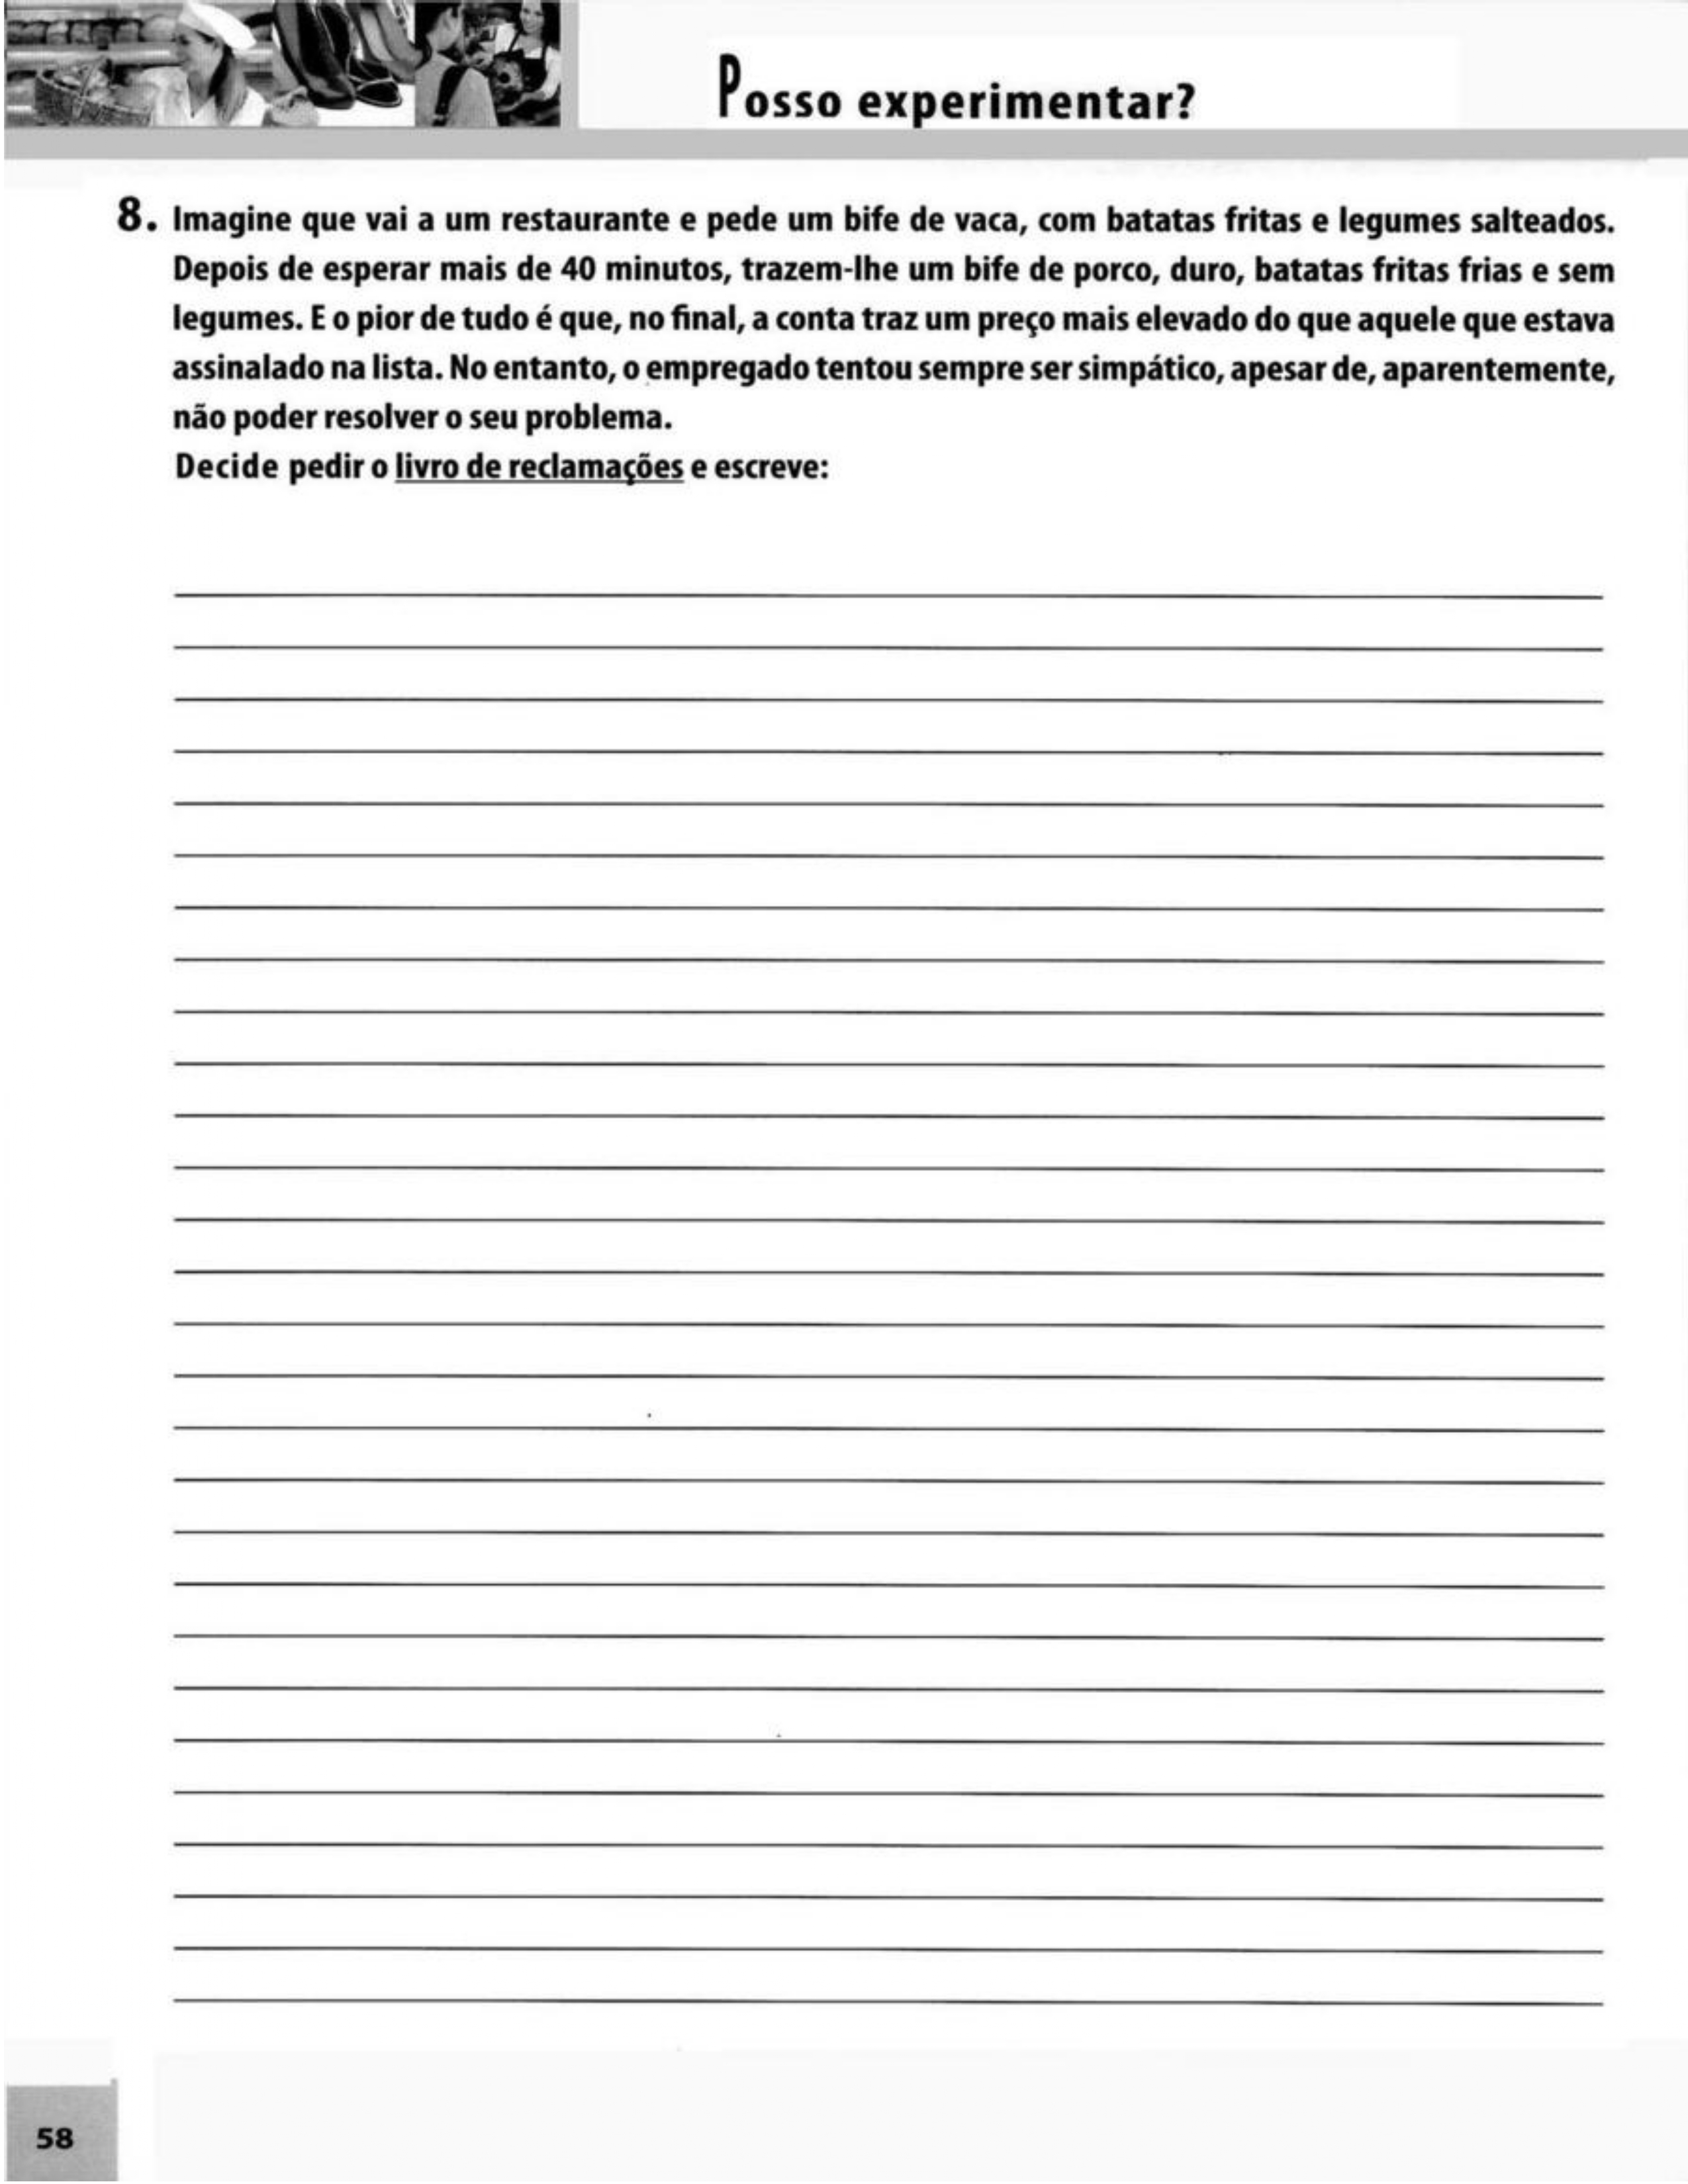 Posso experimentar?
8. Imagine que vai a um restaurante e pede um bife de vaca, com batatas fritas e legumes salteados.
Depois de esperar mais de 40 minutos, trazem-lhe um bife de porco, duro, batatas fritas frias e sem
legumes. E o pior de tudo é que, no final, a conta traz um preço mais elevado do que aquele que estava
assinalado na lista. No entanto, o empregado tentou sempre ser simpático, apesar de, aparentemente,
não poder resolver o seu problema.
Decide pedir o livro de reclamações e escreve:
58